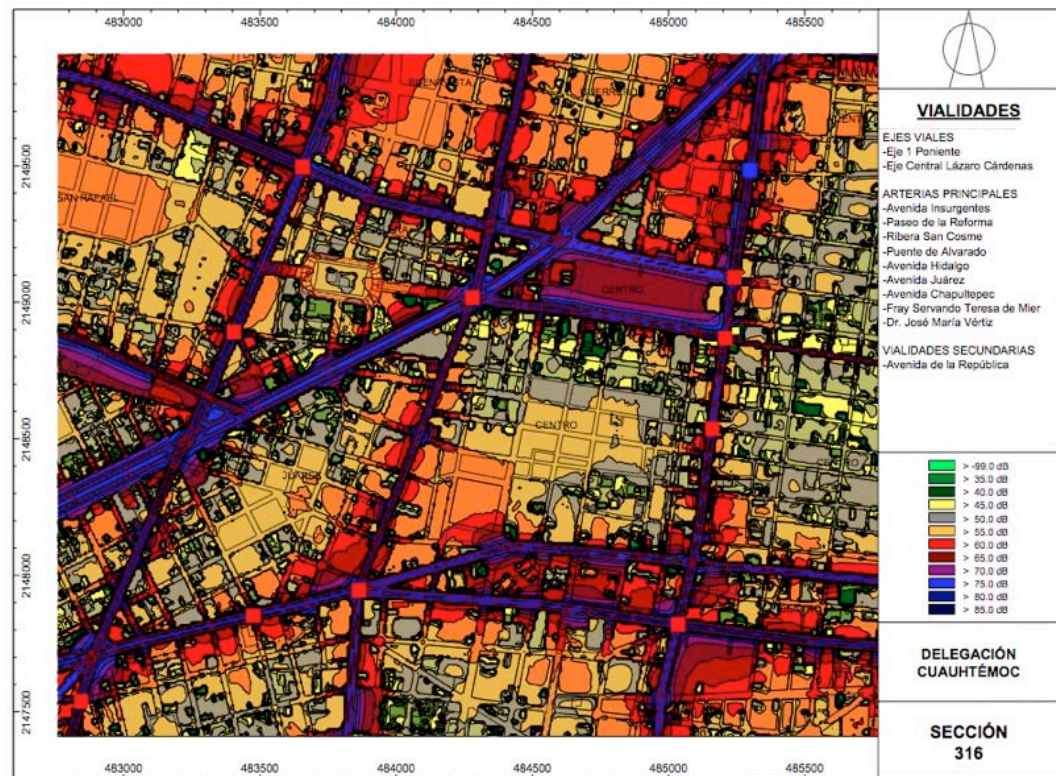 483000 483500 484000 484500 485000 485500
2149500
2149000
2148500
2148000
2147500
BUENAVISTA
GUERRERO
SAN RAFAEL
CENTRO
CENTRO
JUÁREZ
483000 483500 484000 484500 485000 485500
VIALIDADES
EJES VIALES
-Eje 1 Poniente
-Eje Central Lázaro Cárdenas
ARTERIAS PRINCIPALES
-Avenida Insurgentes
-Paseo de la Reforma
-Ribera San Cosme
-Puente de Alvarado
-Avenida Hidalgo
-Avenida Juárez
-Avenida Chapultepec
-Fray Servando Teresa de Mier
-Dr. José María Vértiz
VIALIDADES SECUNDARIAS
-Avenida de la República
> -99.0 dB
> 35.0 dB
> 40.0 dB
> 45.0 dB
> 50.0 dB
> 55.0 dB
> 60.0 dB
> 65.0 dB
> 70.0 dB
> 75.0 dB
> 80.0 dB
> 85.0 dB
DELEGACIÓN
CUAUHTÉMOC
SECCIÓN
316